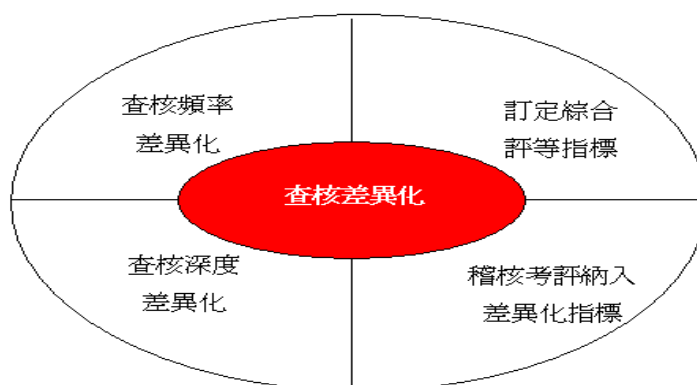 查核頻率
差異化
訂定綜合
評等指標
查核差異化
查核深度
差異化
稽核考評納入
差異化指標